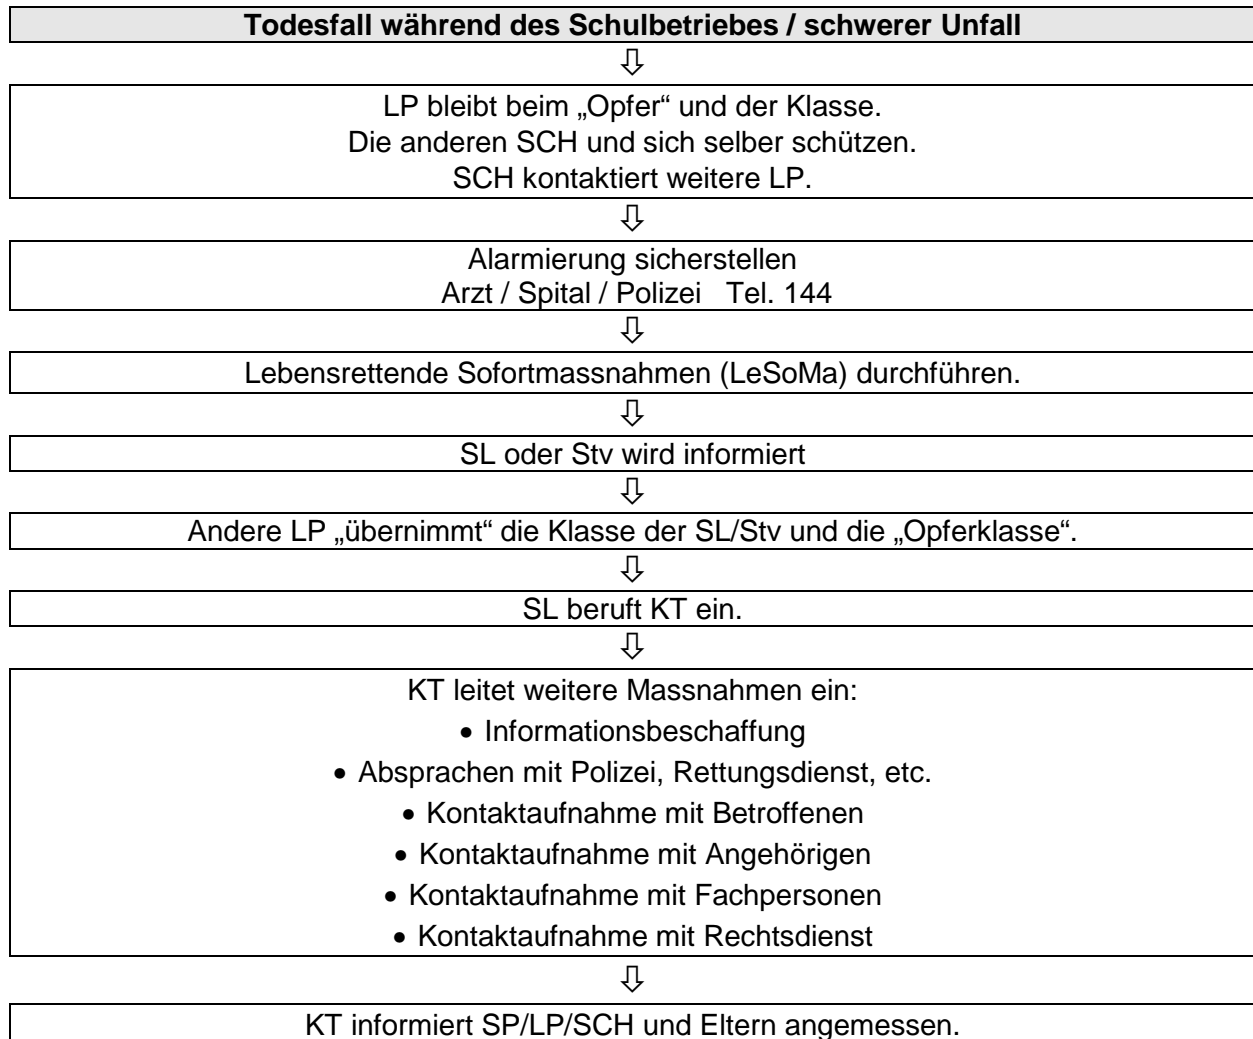 Todesfall während des Schulbetriebes / schwerer Unfall
⇩
LP bleibt beim „Opfer“ und der Klasse.
Die anderen SCH und sich selber schützen.
SCH kontaktiert weitere LP.
⇩
Alarmierung sicherstellen
Arzt / Spital / Polizei   Tel. 144
⇩
Lebensrettende Sofortmassnahmen (LeSoMa) durchführen.
⇩
SL oder Stv wird informiert
⇩
Andere LP „übernimmt“ die Klasse der SL/Stv und die „Opferklasse“.
⇩
SL beruft KT ein.
⇩
KT leitet weitere Massnahmen ein:
• Informationsbeschaffung
• Absprachen mit Polizei, Rettungsdienst, etc.
• Kontaktaufnahme mit Betroffenen
• Kontaktaufnahme mit Angehörigen
• Kontaktaufnahme mit Fachpersonen
• Kontaktaufnahme mit Rechtsdienst
⇩
KT informiert SP/LP/SCH und Eltern angemessen.